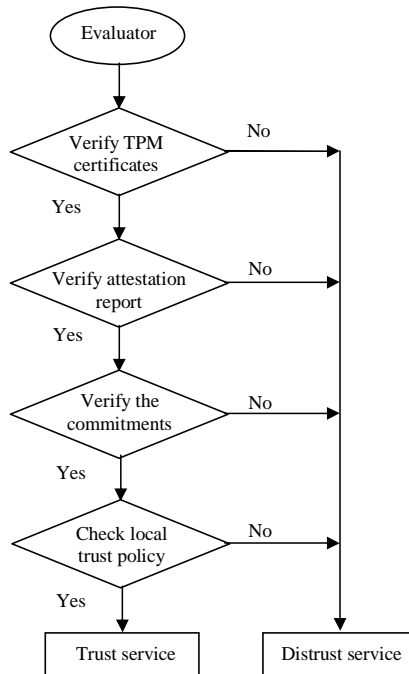 Evaluator
No
Verify TPM
certificates
Yes
No
Verify attestation
report
Yes
No
Verify the
commitments
Yes
No
Check local
trust policy
Yes
Trust service
Distrust service